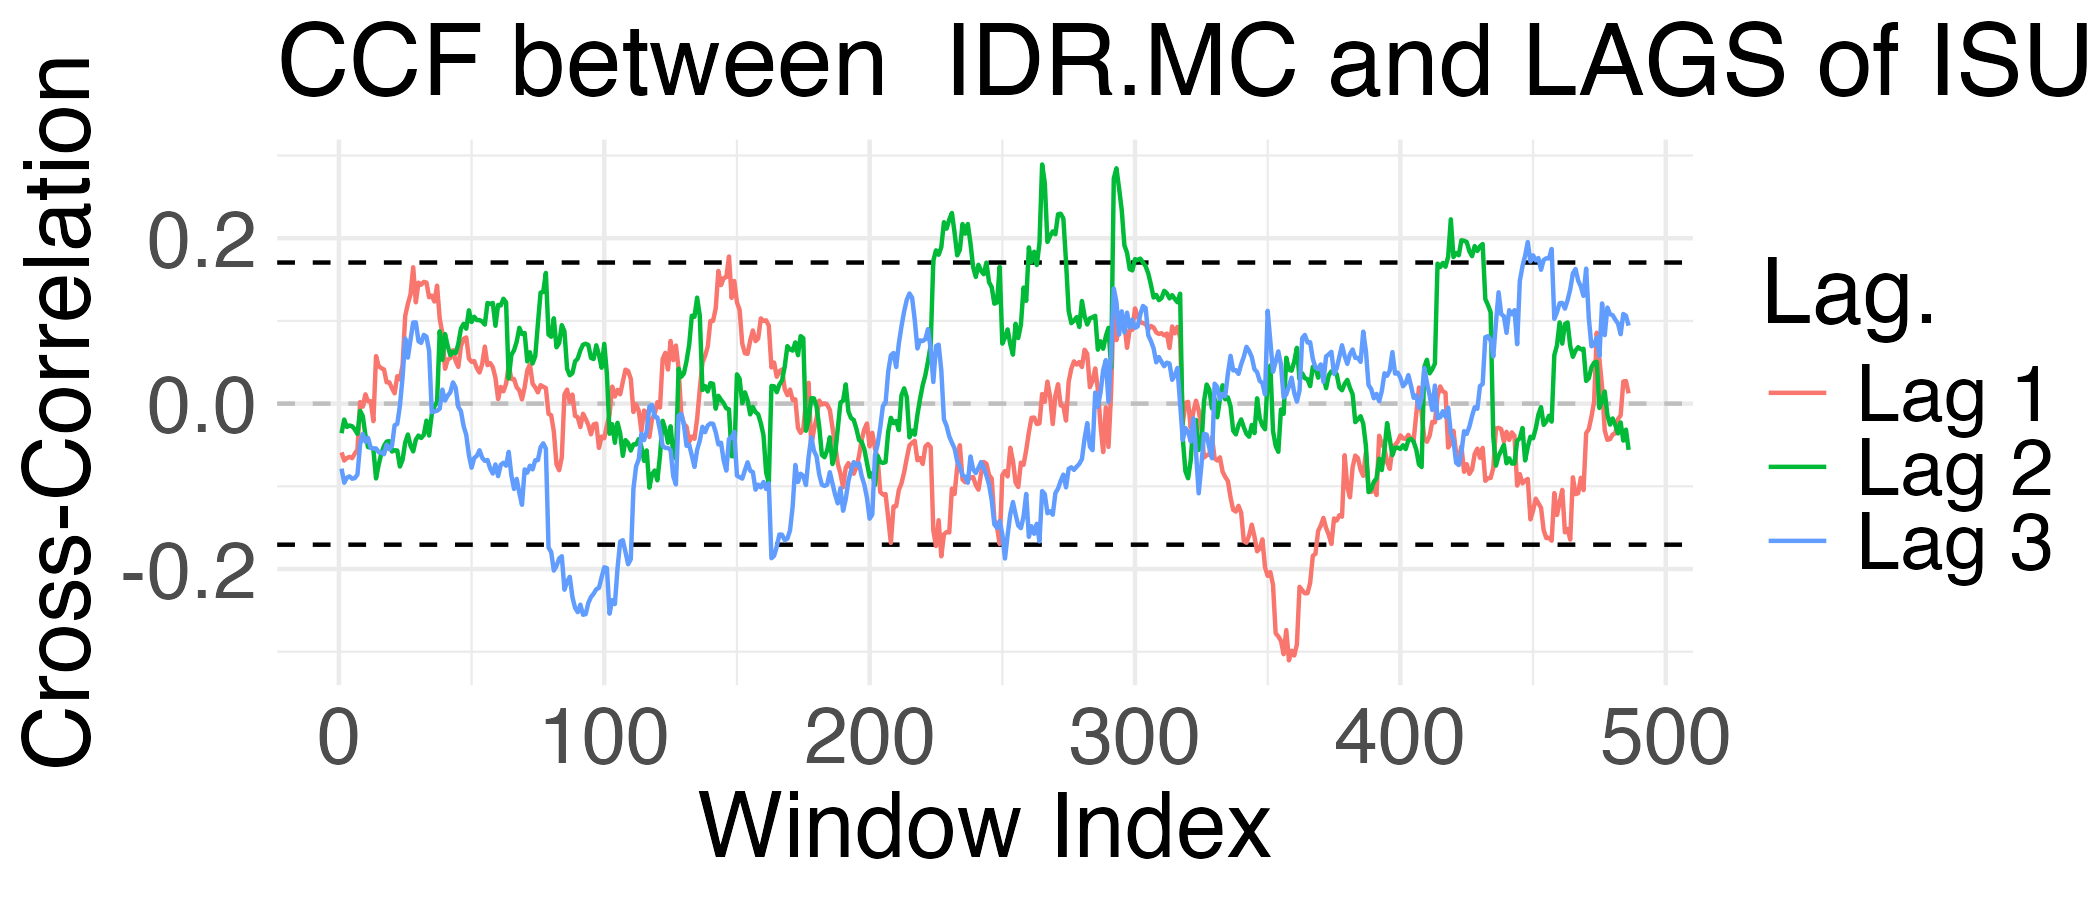 CCF between  IDR.MC and LAGS of ISU
Cross-Correlation
0.2
0.0
-0.2
0
100
200
300
400
500
Window Index
Lag.
Lag 1
Lag 2
Lag 3